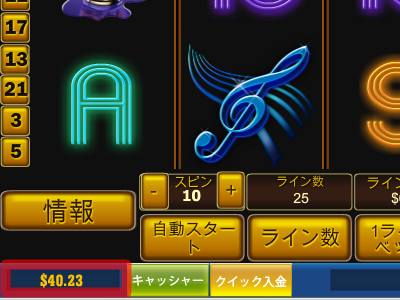 17
13
21
3
5
A
スピン
- 10 +
ライン数
25
情報
自動スター
ト
ライン数
$40.23
キャッシャー
クイック入金